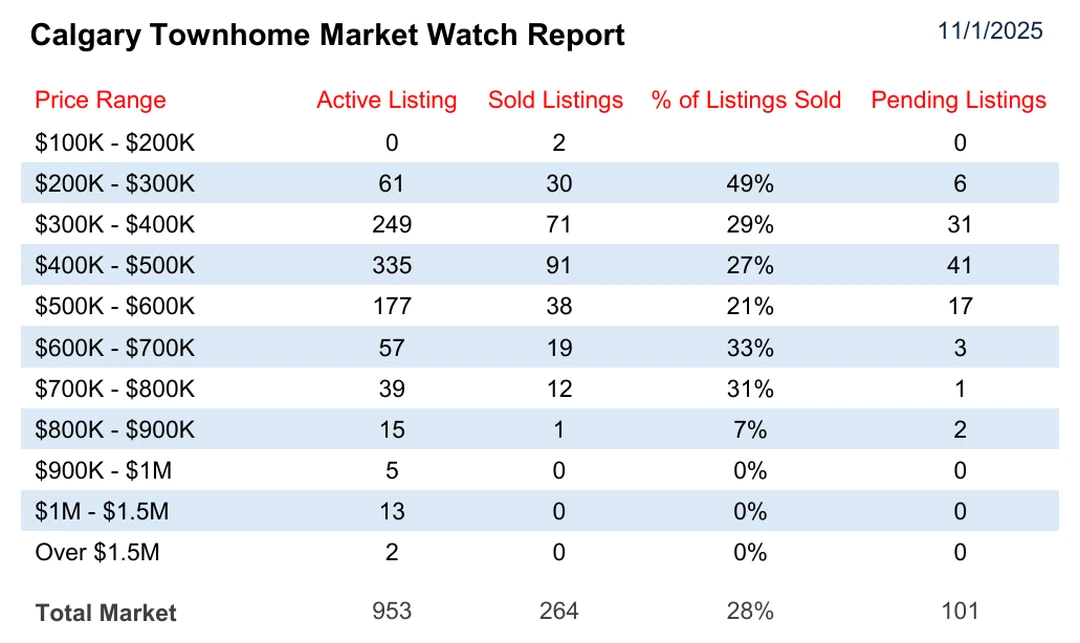 Calgary Townhome Market Watch Report 11/1/2025
Price Range Active Listing Sold Listings % of Listings Sold Pending Listings
$100K - $200K 0 2 0
$200K - $300K 61 30 49% 6
$300K - $400K 249 71 29% 31
$400K - $500K 335 91 27% 41
$500K - $600K 177 38 21% 17
$600K - $700K 57 19 33% 3
$700K - $800K 39 12 31% 1
$800K - $900K 15 1 7% 2
$900K - $1M 5 0 0% 0
$1M - $1.5M 13 0 0% 0
Over $1.5M 2 0 0% 0
Total Market 953 264 28% 101